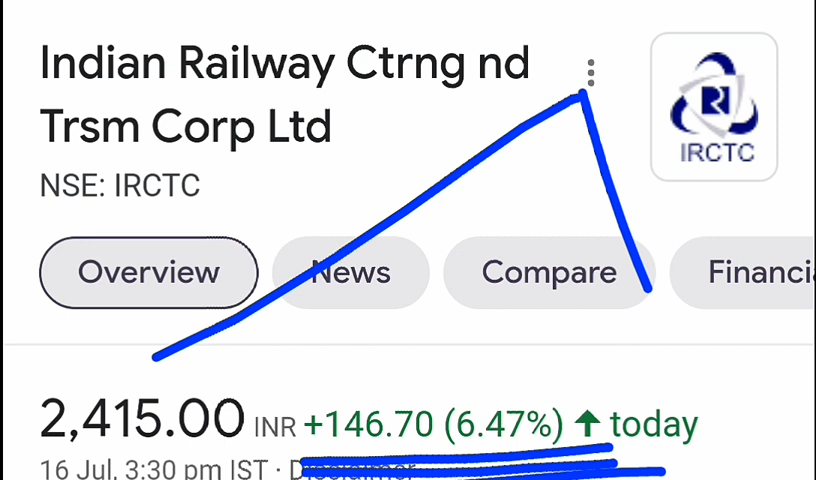 Indian Railway Ctrng nd
Trsm Corp Ltd
IRCTC
NSE: IRCTC
Overview News Compare Financi
2,415.00 INR +146.70 (6.47%) ↑ today
16 Jul, 3:30 pm IST · Disclaimer